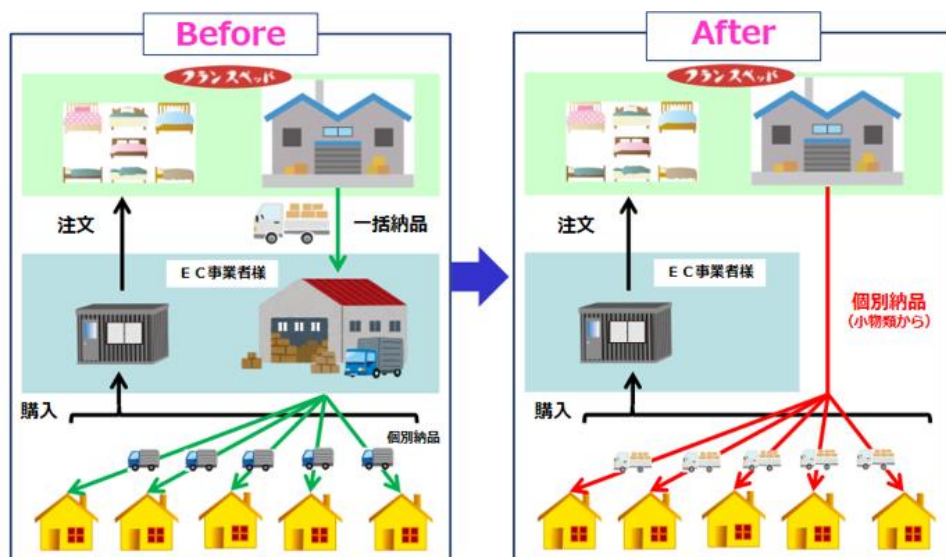 Before
フランスベッド
注文
一括納品
EC事業者様
購入
個別納品
After
フランスベッド
注文
EC事業者様
個別納品
(小物類から)
購入